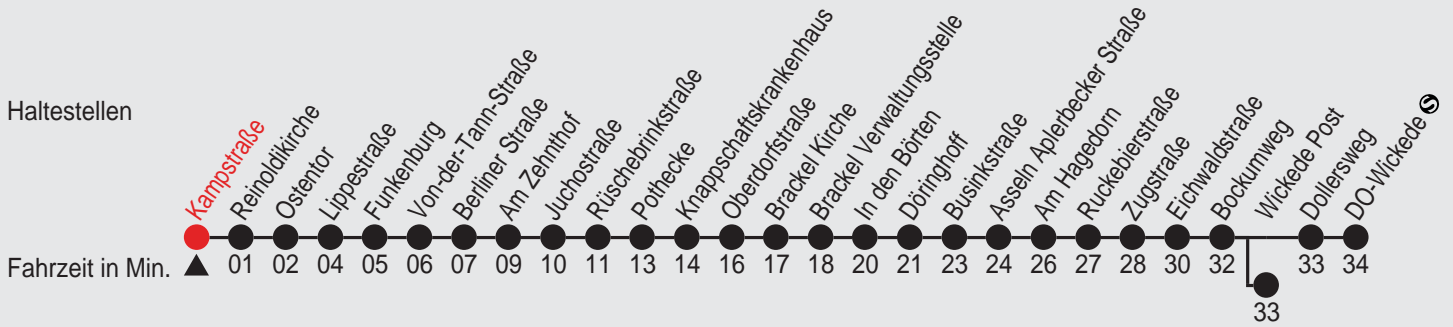 Haltestellen
Kampstraße
Reinoldikirche
Ostentor
Lippestraße
Funkenburg
Von-der-Tann-Straße
Berliner Straße
Am Zehnthof
Juchostraße
Rüschebrinkstraße
Pothecke
Knappschaftskrankenhaus
Oberdorfstraße
Brackel Kirche
Brackel Verwaltungsstelle
In den Börten
Döringhoff
Businkstraße
Asseln Aplerbecker Straße
Am Hagedorn
Ruckebierstraße
Zugstraße
Eichwaldstraße
Bockumweg
Wickede Post
Dollersweg
DO-Wickede S
Fahrzeit in Min. 01 02 04 05 06 07 09 10 11 13 14 16 17 18 20 21 23 24 26 27 28 30 32 33 34
33